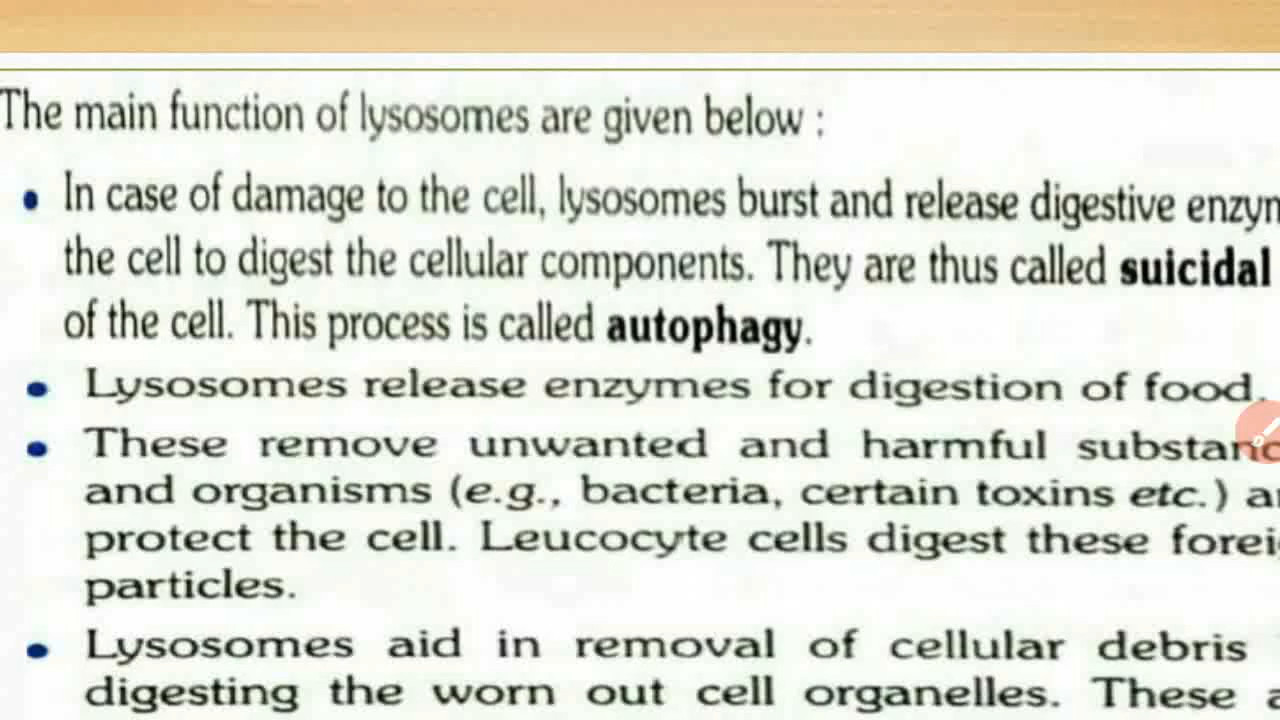 The main function of lysosomes are given below :
• In case of damage to the cell, lysosomes burst and release digestive
the cell to digest the cellular components. They are thus called suicidal
of the cell. This process is called autophagy.
• Lysosomes release enzymes for digestion of food.
• These remove unwanted and harmful
and organisms (e.g., bacteria, certain toxins etc.)
protect the cell. Leucocyte cells digest these
particles.
• Lysosomes aid in removal of cellular debris
digesting the worn out cell organelles. These